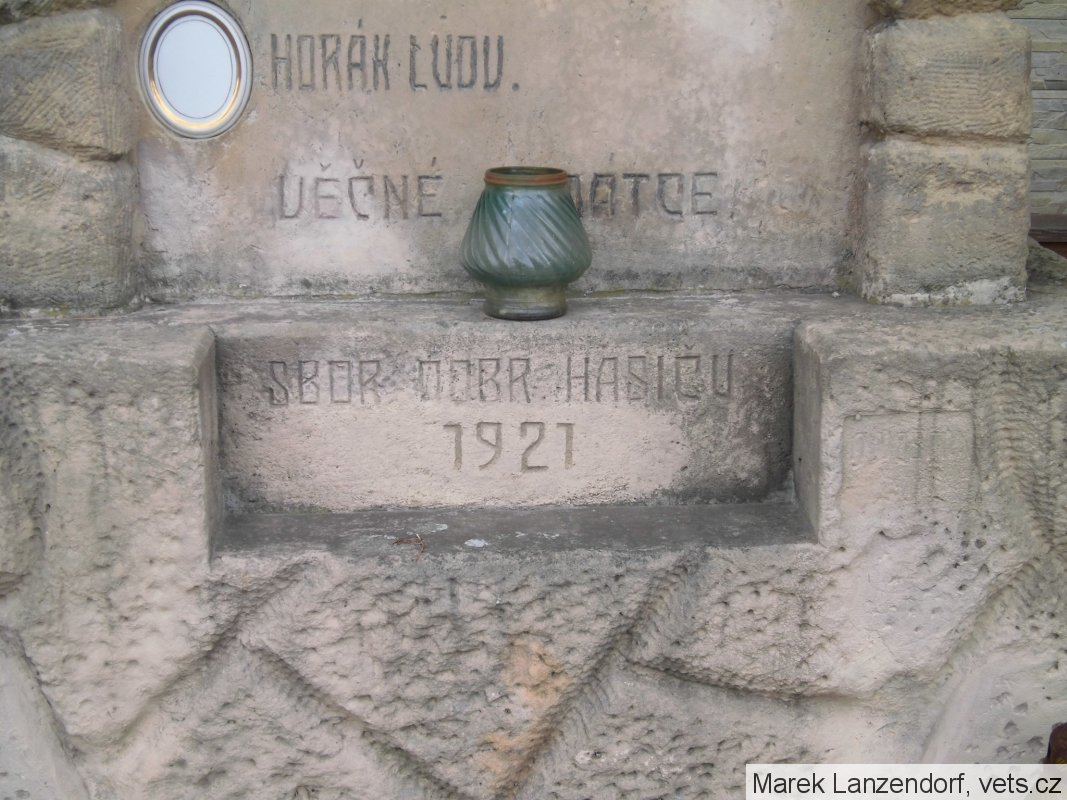 HORÁK LUDV.
VĚČNÉ
SBOR DOBR. HASIČŮ
1921
Marek Lanzendorf, vets.cz